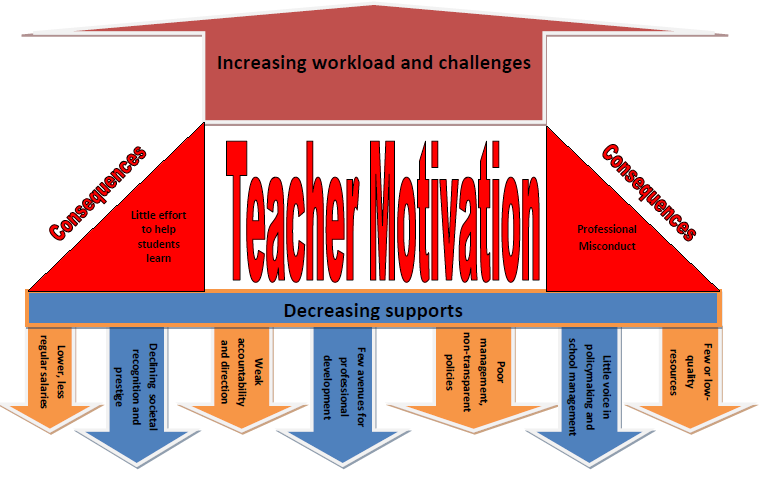 Increasing workload and challenges
Consequences
Teacher Motivation
Consequences
Little effort
to help
students
learn
Professional
Misconduct
Decreasing supports
Lower, less
regular salaries
Declining societal
recognition and
prestige
Weak
accountability
and direction
Few avenues for
professional
development
Poor
management,
non-transparent
policies
Little voice in
policymaking and
school management
Few or low-
quality
resources